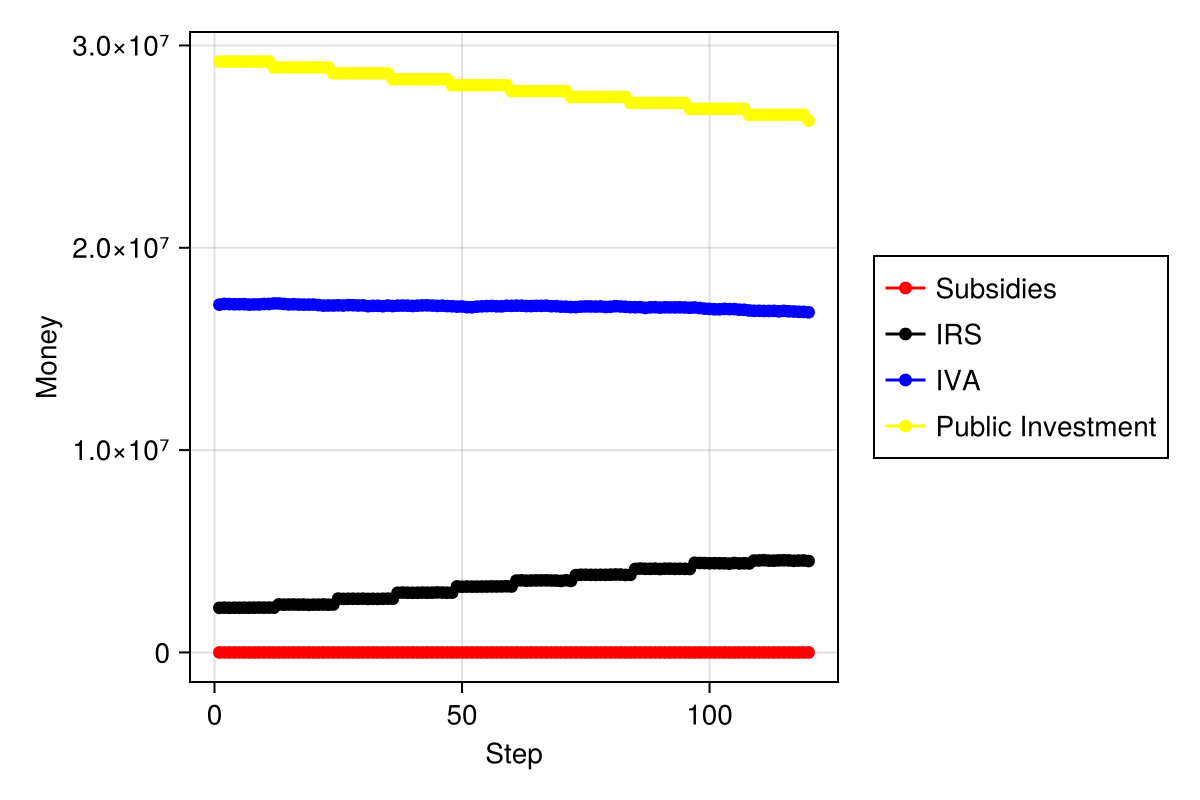 3.0×10⁷
2.0×10⁷
1.0×10⁷
0
Money
0 50 100
Step
Subsidies
IRS
IVA
Public Investment